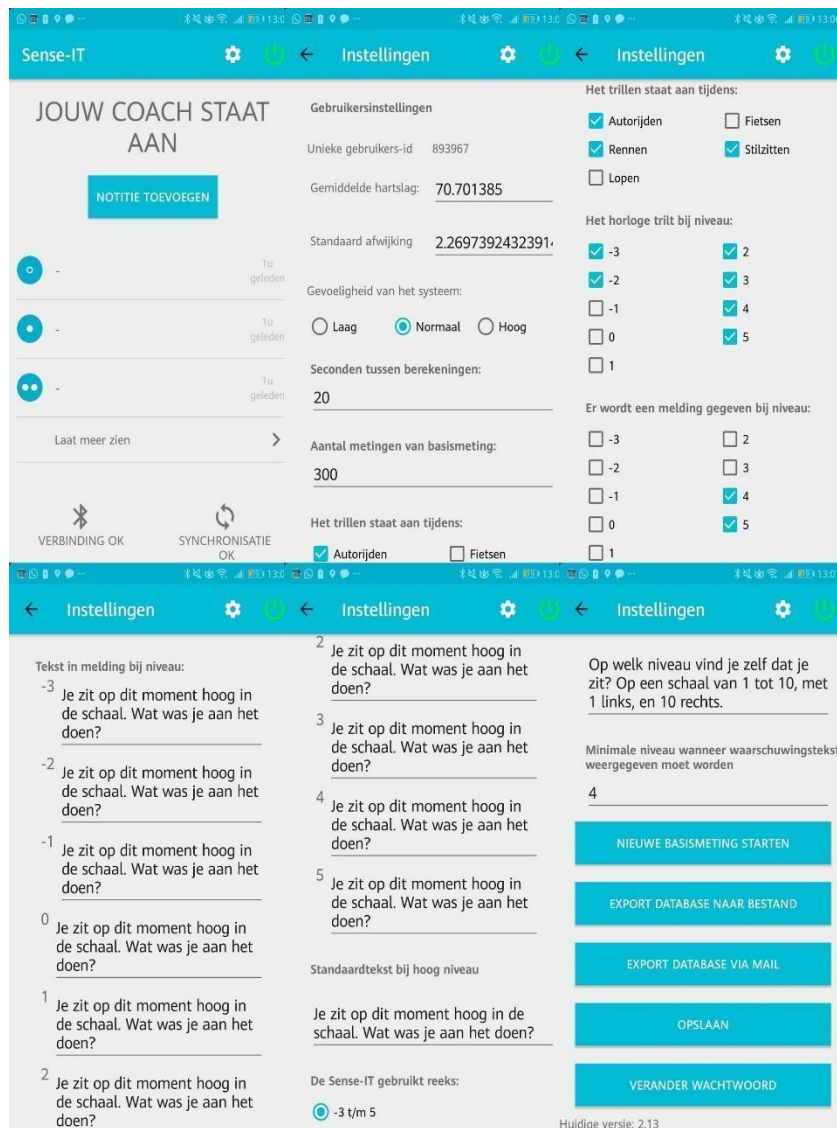 13:0
Sense-IT
JOUW COACH STAAT
AAN
NOTITIE TOEVOEGEN
-
1u
geleden
-
1u
geleden
-
1u
geleden
Laat meer zien
VERBINDING OK
SYNCHRONISATIE
OK
13:0
Instellingen
Gebruikersinstellingen
Unieke gebruikers-id 893967
Gemiddelde hartslag: 70.701385
Standaard afwijking 2.2697392432391
Gevoeligheid van het systeem:
Laag Normaal Hoog
Seconden tussen berekeningen:
20
Aantal metingen van basismeting:
300
Het trillen staat aan tijdens:
Autorijden Fietsen
Instellingen
Het trillen staat aan tijdens:
Autorijden Fietsen
Rennen Stilzitten
Lopen
Het horloge trilt bij niveau:
-3 2
-2 3
-1 4
0 5
1
Er wordt een melding gegeven bij niveau:
-3 2
-2 3
-1 4
0 5
1
13:0
Instellingen
Tekst in melding bij niveau:
-3 Je zit op dit moment hoog in
de schaal. Wat was je aan het
doen?
-2 Je zit op dit moment hoog in
de schaal. Wat was je aan het
doen?
-1 Je zit op dit moment hoog in
de schaal. Wat was je aan het
doen?
0 Je zit op dit moment hoog in
de schaal. Wat was je aan het
doen?
1 Je zit op dit moment hoog in
de schaal. Wat was je aan het
doen?
2 Je zit op dit moment hoog in
de schaal. Wat was je aan het
doen?
13:0
Instellingen
2 Je zit op dit moment hoog in
de schaal. Wat was je aan het
doen?
3 Je zit op dit moment hoog in
de schaal. Wat was je aan het
doen?
4 Je zit op dit moment hoog in
de schaal. Wat was je aan het
doen?
5 Je zit op dit moment hoog in
de schaal. Wat was je aan het
doen?
Standaardtekst bij hoog niveau
Je zit op dit moment hoog in de
schaal. Wat was je aan het doen?
De Sense-IT gebruikt reeks:
-3 t/m 5
Instellingen
Op welk niveau vind je zelf dat je
zit? Op een schaal van 1 tot 10, met
1 links, en 10 rechts.
Minimale niveau wanneer waarschuwingstekst
weergegeven moet worden
4
NIEUWE BASISMETING STARTEN
EXPORT DATABASE NAAR BESTAND
EXPORT DATABASE VIA MAIL
OPSLAAN
VERANDER WACHTWOORD
Huidige versie: 2.13